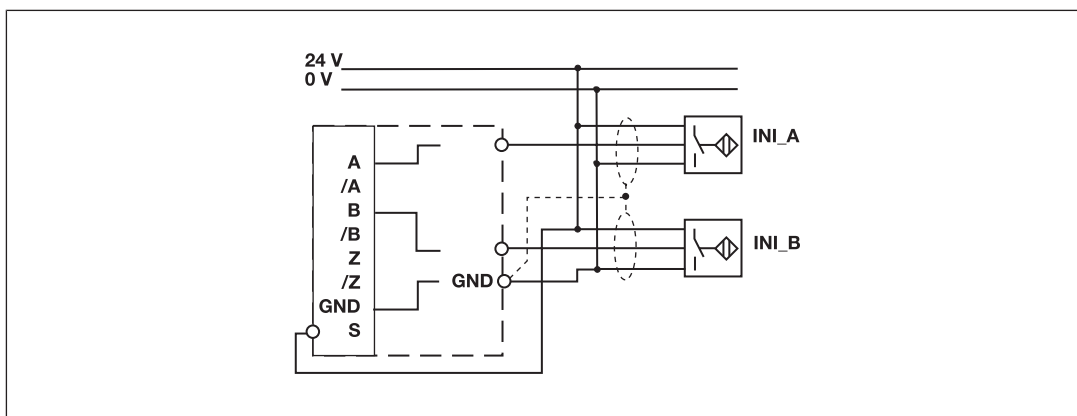 24 V
0 V
INI_A
A
/A
B
/B
INI_B
Z
/Z
GND
GND
S